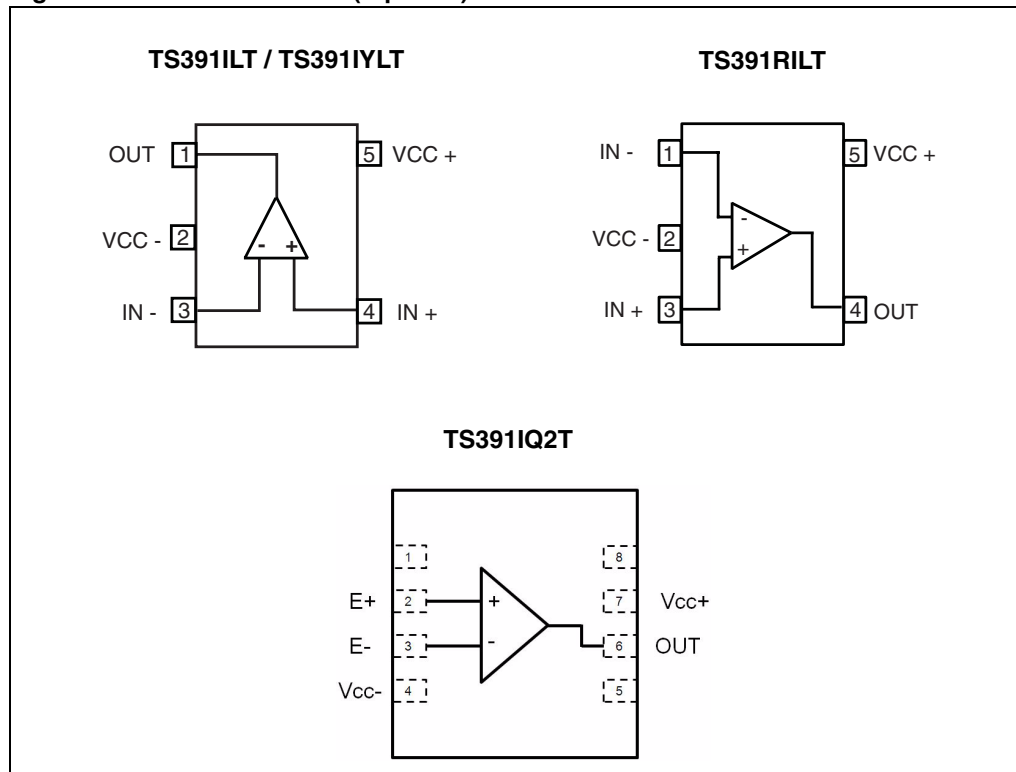 TS391ILT / TS391IYLT
OUT 1
5 VCC +
VCC - 2
- +
IN - 3
4 IN +
TS391RILT
IN - 1
5 VCC +
-
VCC - 2
+
IN + 3
4 OUT
TS391IQ2T
1
8
E+ 2
+
7 Vcc+
E- 3
-
6 OUT
Vcc- 4
5